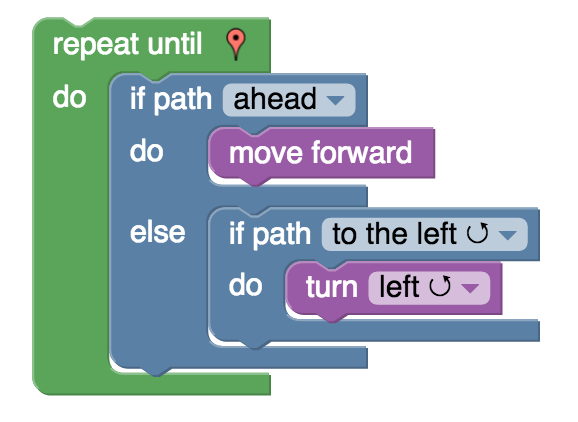 repeat until
do if path ahead
do move forward
else if path to the left ↺
do turn left ↺